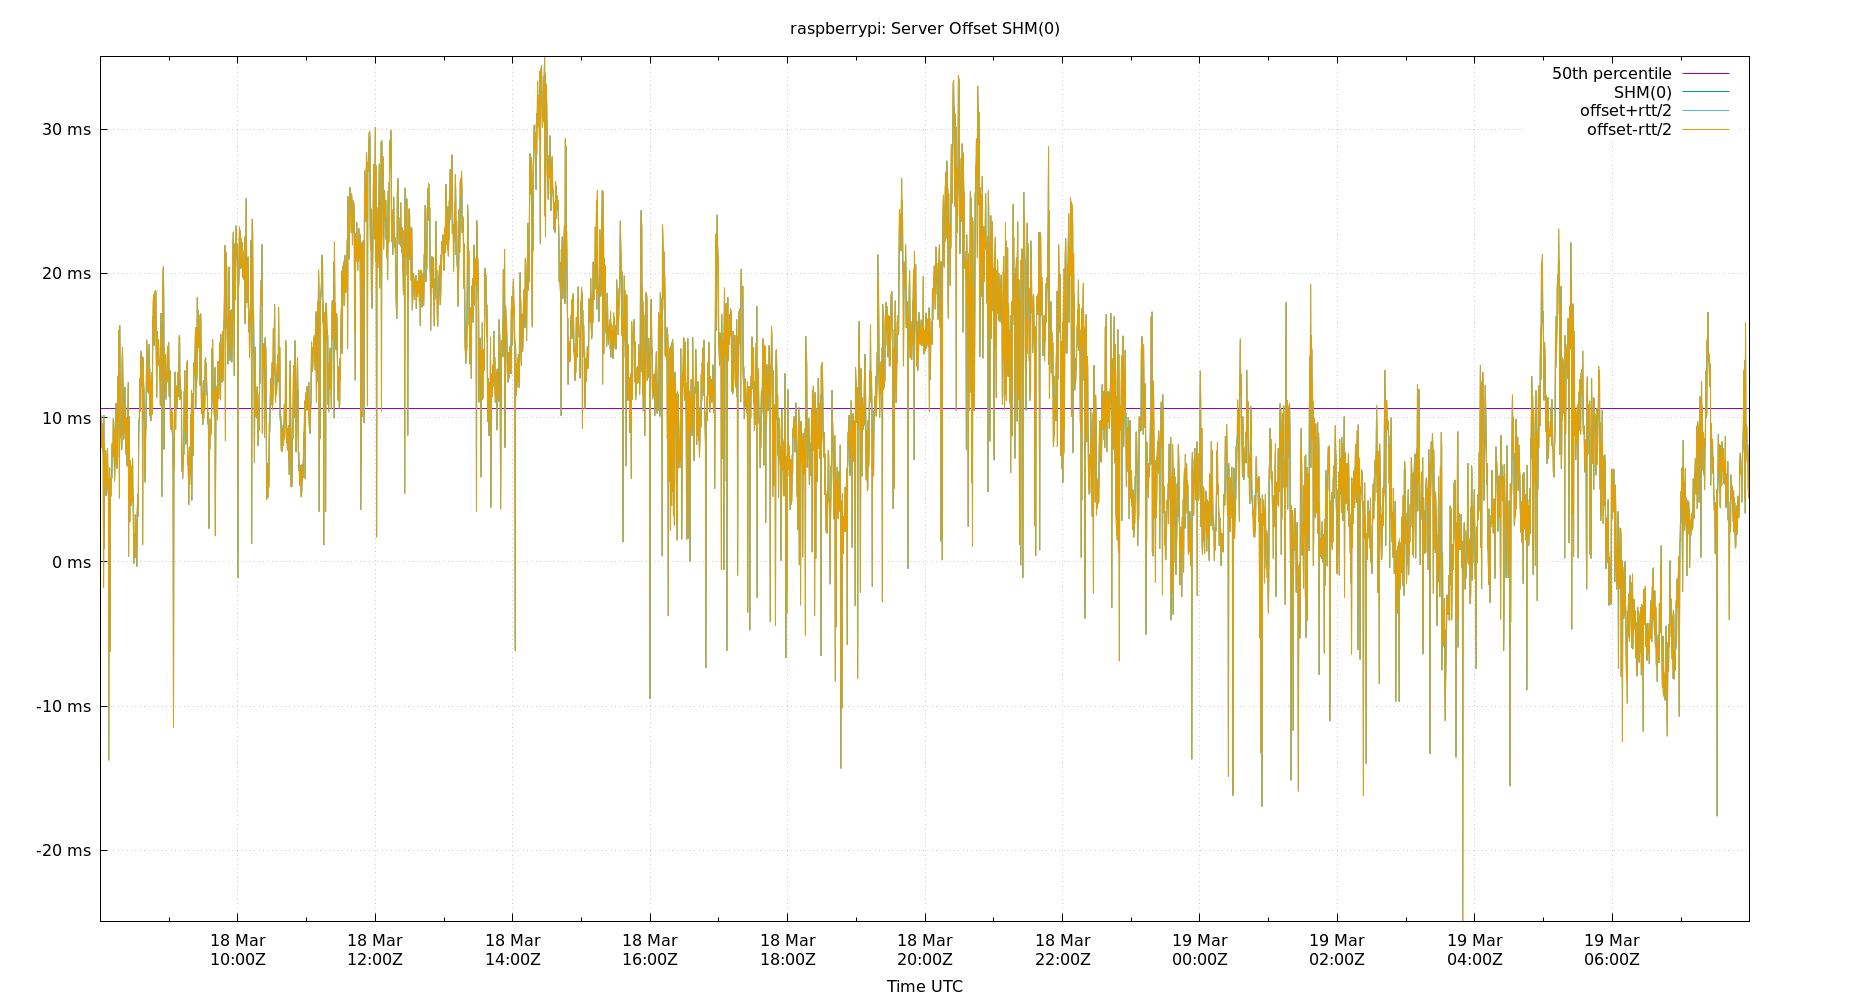 raspberrypi: Server Offset SHM(0)
50th percentile
SHM(0)
offset+rtt/2
offset-rtt/2
30 ms
20 ms
10 ms
0 ms
-10 ms
-20 ms
18 Mar 18 Mar 18 Mar 18 Mar 18 Mar 18 Mar 18 Mar 19 Mar 19 Mar 19 Mar 19 Mar
10:00Z 12:00Z 14:00Z 16:00Z 18:00Z 20:00Z 22:00Z 00:00Z 02:00Z 04:00Z 06:00Z
Time UTC